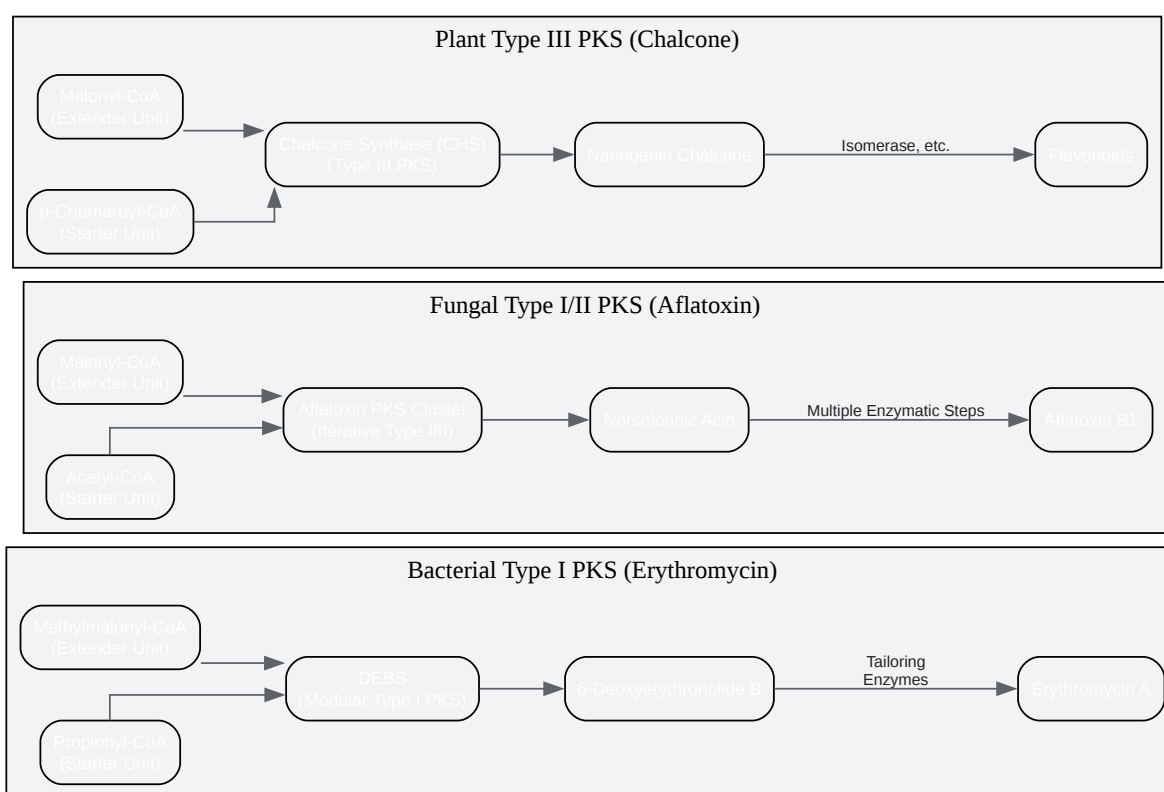 Plant Type III PKS (Chalcone)
Malonyl-CoA
(Extender Unit)
Chalcone Synthase (CHS)
(Type III PKS)
Naringenin Chalcone
Isomerase, etc.
Flavonoids
p-Coumaroyl-CoA
(Starter Unit)
Fungal Type I/II PKS (Aflatoxin)
Malonyl-CoA
(Extender Unit)
Aflatoxin PKS Cluster
(Iterative Type I/II)
Norsolorinic Acid
Multiple Enzymatic Steps
Aflatoxin B1
Acetyl-CoA
(Starter Unit)
Bacterial Type I PKS (Erythromycin)
Methylmalonyl-CoA
(Extender Unit)
DEBS
(Modular Type I PKS)
6-Deoxyerythronolide B
Tailoring
Enzymes
Erythromycin A
Propionyl-CoA
(Starter Unit)